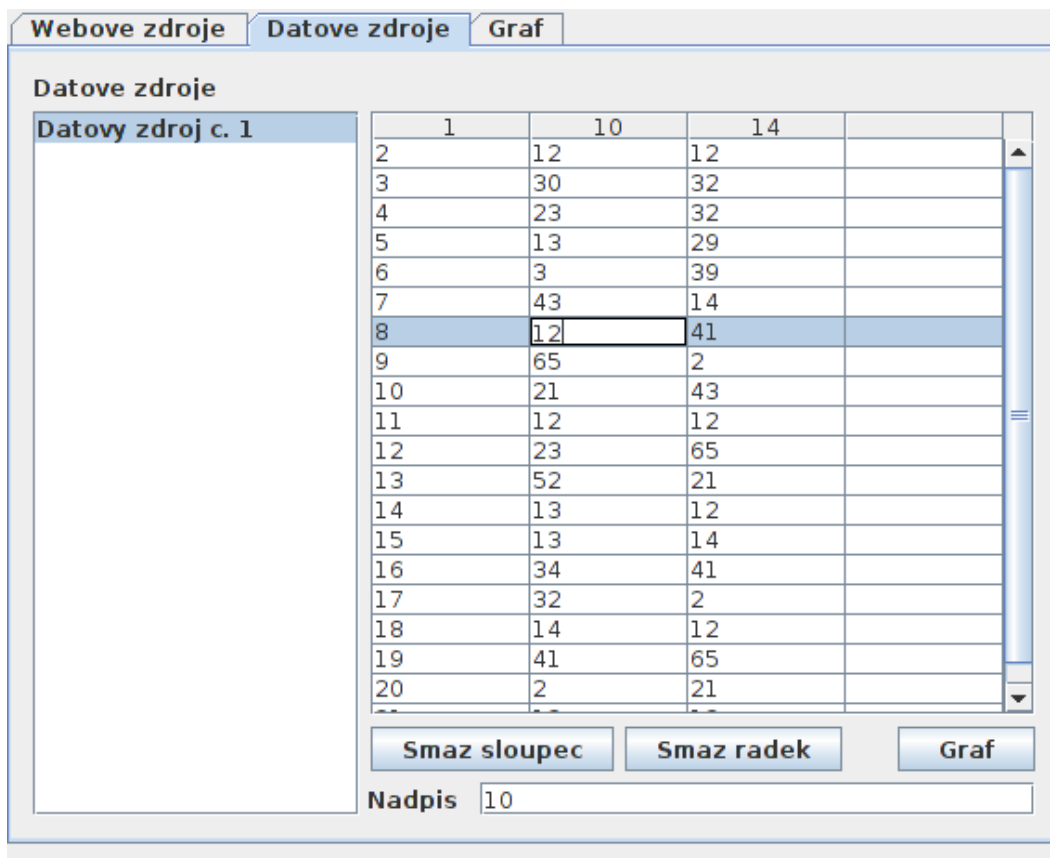 Webove zdroje Datove zdroje Graf
Datove zdroje
Datovy zdroj c. 1
1 10 14
2 12 12
3 30 32
4 23 32
5 13 29
6 3 39
7 43 14
8 12 41
9 65 2
10 21 43
11 12 12
12 23 65
13 52 21
14 13 12
15 13 14
16 34 41
17 32 2
18 14 12
19 41 65
20 2 21
Smaz sloupec Smaz radek Graf
Nadpis 10